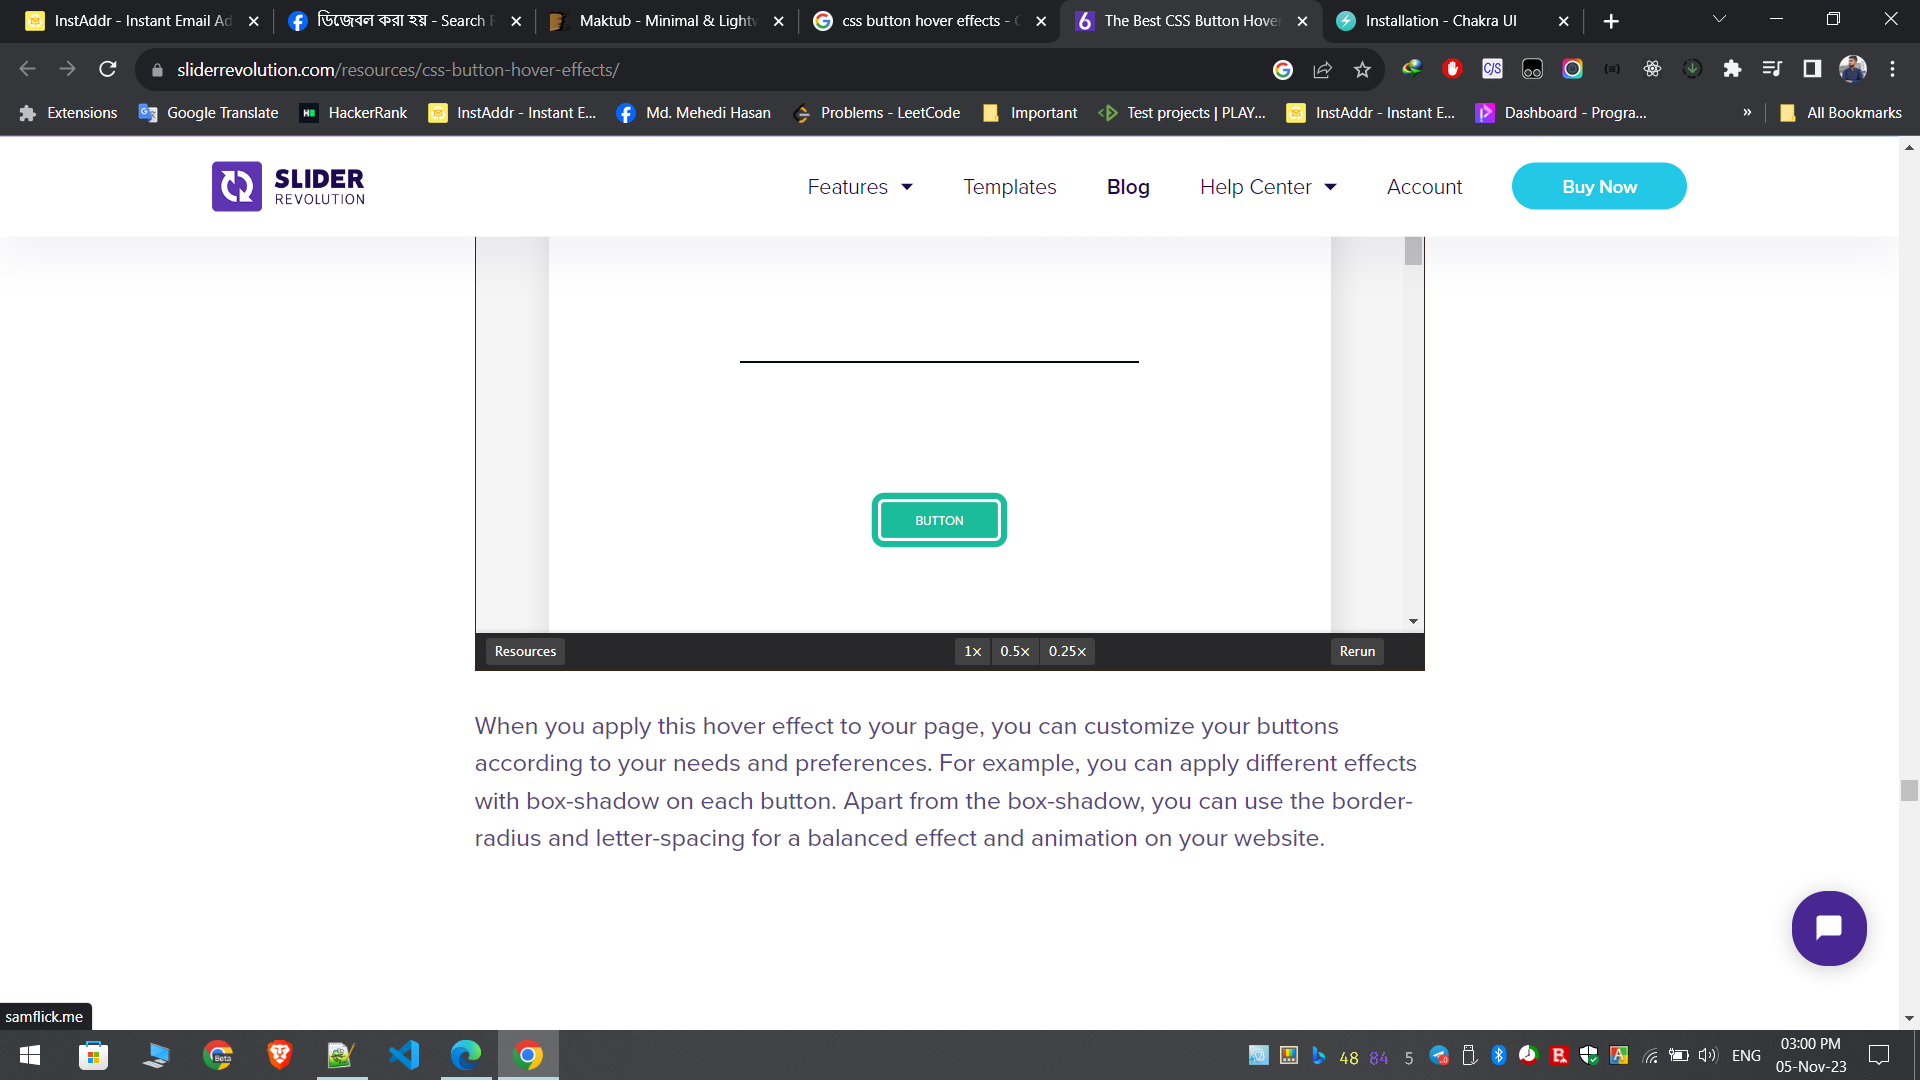 InstAddr - Instant Email Ad
ডিজেবল করা হয় - Search R
Maktub - Minimal & Lightw
css button hover effects - G
The Best CSS Button Hover
Installation - Chakra UI
sliderrevolution.com/resources/css-button-hover-effects/
Extensions
Google Translate
HackerRank
InstAddr - Instant E...
Md. Mehedi Hasan
Problems - LeetCode
Important
Test projects | PLAY...
InstAddr - Instant E...
Dashboard - Progra...
»
All Bookmarks
SLIDER
REVOLUTION
Features
Templates
Blog
Help Center
Account
Buy Now
BUTTON
Resources
1×
0.5×
0.25×
Rerun
When you apply this hover effect to your page, you can customize your buttons
according to your needs and preferences. For example, you can apply different effects
with box-shadow on each button. Apart from the box-shadow, you can use the border-
radius and letter-spacing for a balanced effect and animation on your website.
samflick.me
Beta
48
84
5
ENG
03:00 PM
05-Nov-23